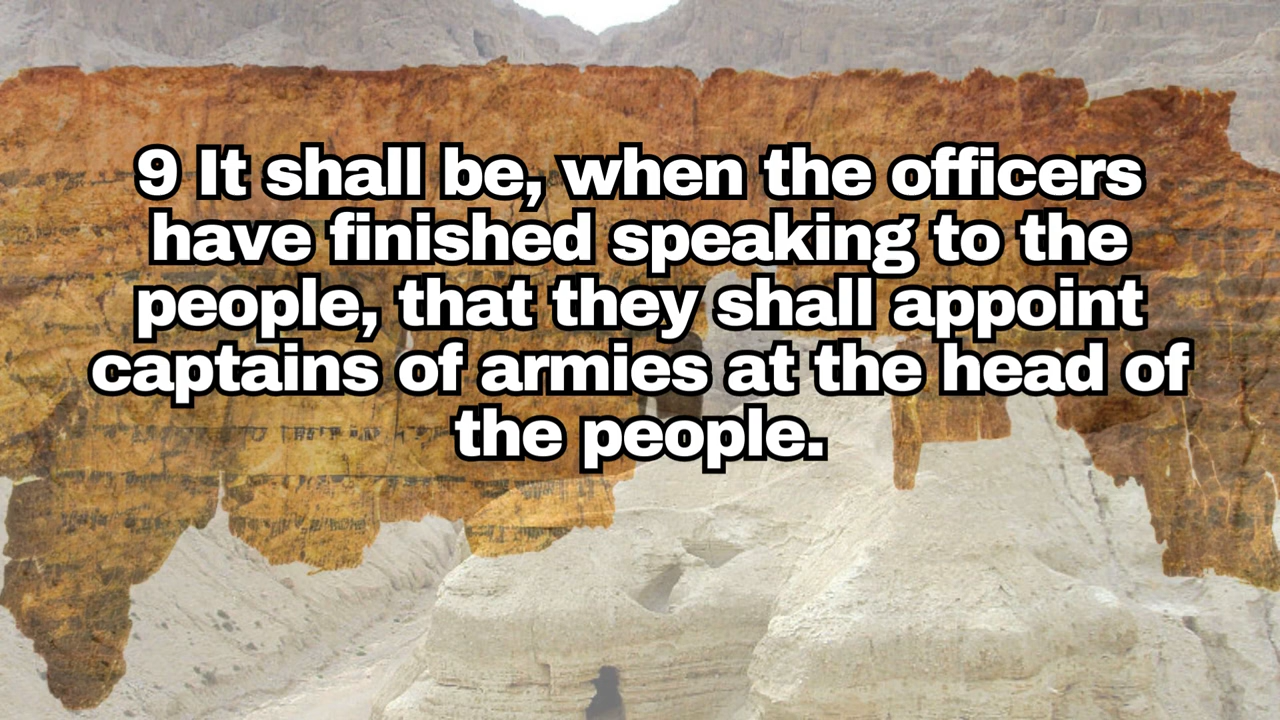 9 It shall be, when the officers
have finished speaking to the
people, that they shall appoint
captains of armies at the head of
the people.